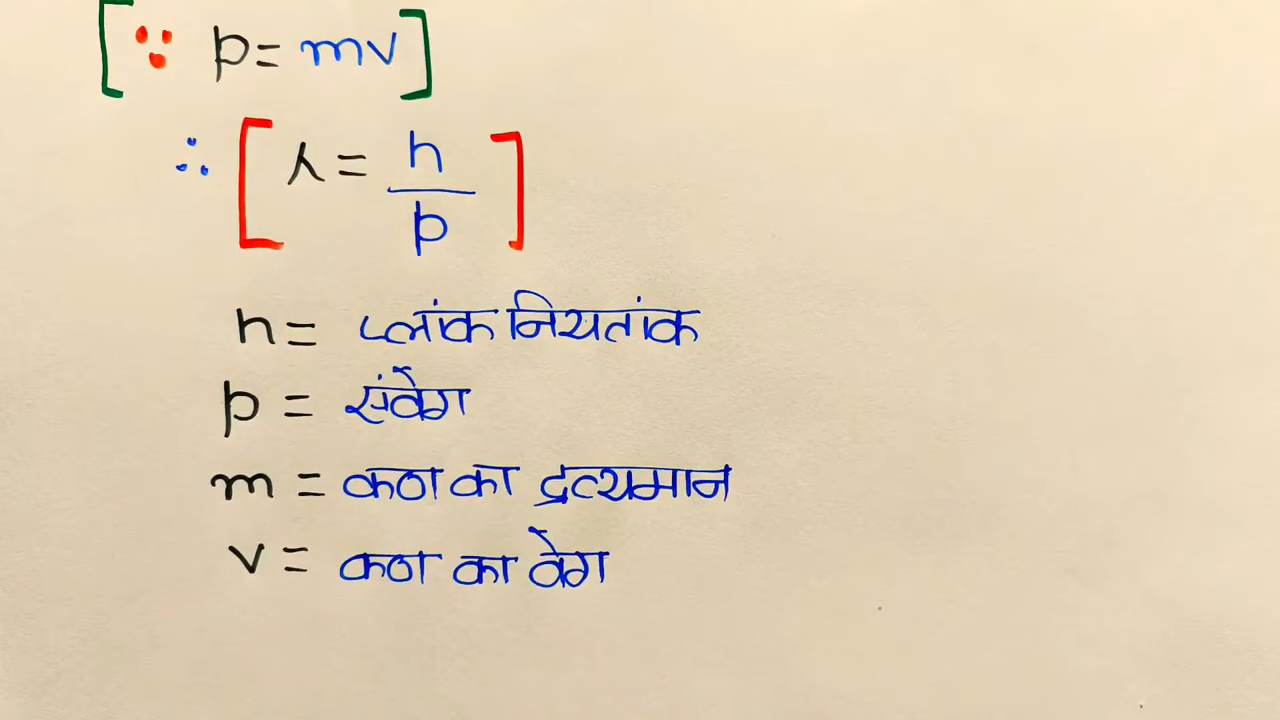 [∵ p = mv]
∴ [λ = h/p]
h = प्लांक नियतांक
p = संवेग
m = कण का द्रव्यमान
v = कण का वेग